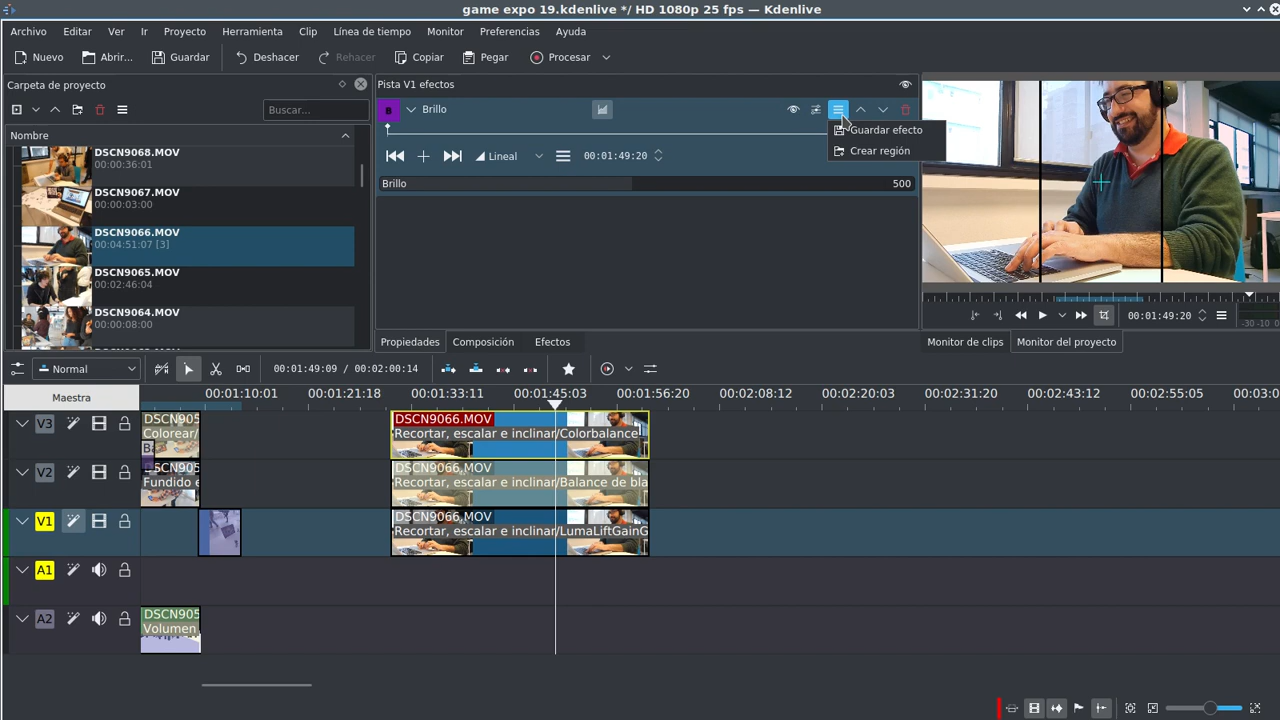 game expo 19.kdenlive */ HD 1080p 25 fps — Kdenlive
Archivo Editar Ver Ir Proyecto Herramienta Clip Línea de tiempo Monitor Preferencias Ayuda
Nuevo Abrir... Guardar Deshacer Rehacer Copiar Pegar Procesar
Carpeta de proyecto
Buscar...
Nombre
DSCN9068.MOV
00:00:36:01
DSCN9067.MOV
00:00:03:00
DSCN9066.MOV
00:04:51:07 [3]
DSCN9065.MOV
00:02:46:04
DSCN9064.MOV
00:00:08:00
Pista V1 efectos
B Brillo
Guardar efecto
Crear región
Lineal 00:01:49:20
Brillo 500
Propiedades Composición Efectos
00:01:49:20
-30 -10 0
Monitor de clips Monitor del proyecto
Normal 00:01:49:09 / 00:02:00:14
Maestra
00:01:10:01 00:01:21:18 00:01:33:11 00:01:45:03 00:01:56:20 00:02:08:12 00:02:20:03 00:02:31:20 00:02:43:12 00:02:55:05 00:03:0
V3 DSCN905 DSCN9066.MOV
Colorear/ Recortar, escalar e inclinar/Colorbalance
V2 DSCN905 DSCN9066.MOV
Fundido e Recortar, escalar e inclinar/Balance de bla
V1 DSCN9066.MOV
Recortar, escalar e inclinar/LumaLiftGainG
A1
A2 DSCN905
Volumen